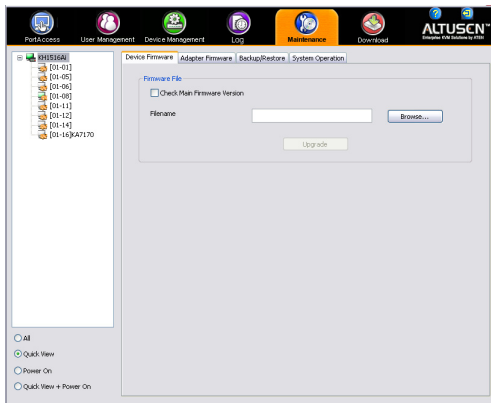 PortAccess
User Management
Device Management
Log
Maintenance
Download
ALTUSEN™
Enterprise KVM Solutions by ATEN
KH1516Ai
[01-01]
[01-05]
[01-06]
[01-08]
[01-11]
[01-12]
[01-14]
[01-16]KA7170
Device Firmware
Adapter Firmware
Backup/Restore
System Operation
Firmware File
Check Main Firmware Version
Filename
Browse...
Upgrade
All
Quick View
Power On
Quick View + Power On